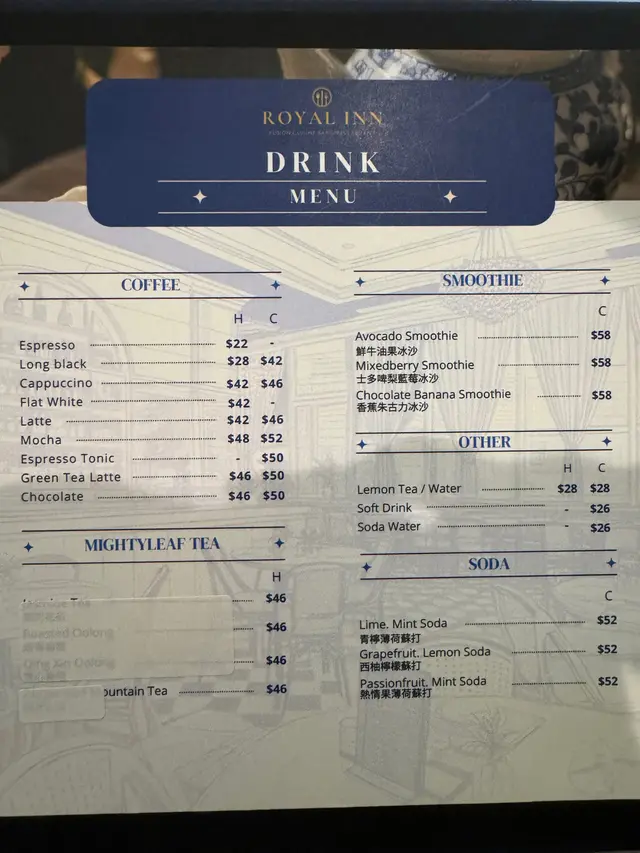 ROYAL INN
DRINK
MENU
COFFEE
H C
Espresso $22 -
Long black $28 $42
Cappuccino $42 $46
Flat White $42 -
Latte $42 $46
Mocha $48 $52
Espresso Tonic - $50
Green Tea Latte $46 $50
Chocolate $46 $50
MIGHTYLEAF TEA
H
Tea $46
Roasted Oolong $46
Qing Xin Oolong $46
ountain Tea $46
SMOOTHIE
C
Avocado Smoothie $58
鮮牛油果冰沙
Mixedberry Smoothie $58
士多啤梨藍莓冰沙
Chocolate Banana Smoothie $58
香蕉朱古力冰沙
OTHER
H C
Lemon Tea / Water $28 $28
Soft Drink - $26
Soda Water - $26
SODA
C
Lime. Mint Soda $52
青檸薄荷蘇打
Grapefruit. Lemon Soda $52
西柚檸檬蘇打
Passionfruit. Mint Soda $52
熱情果薄荷蘇打